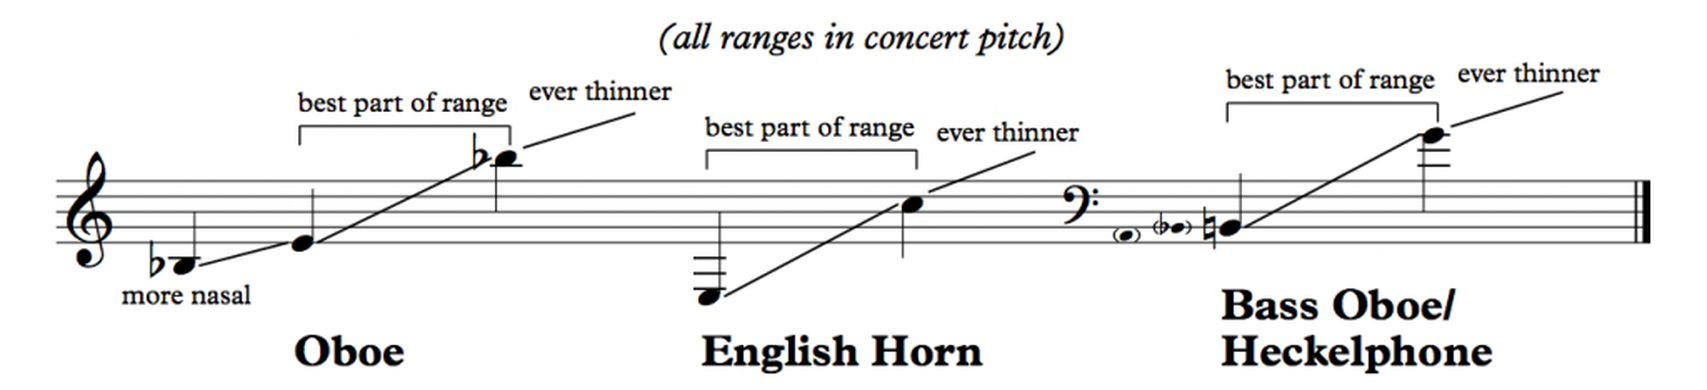 (all ranges in concert pitch)
best part of range
ever thinner
more nasal
Oboe
best part of range
ever thinner
English Horn
best part of range
ever thinner
Bass Oboe/
Heckelphone